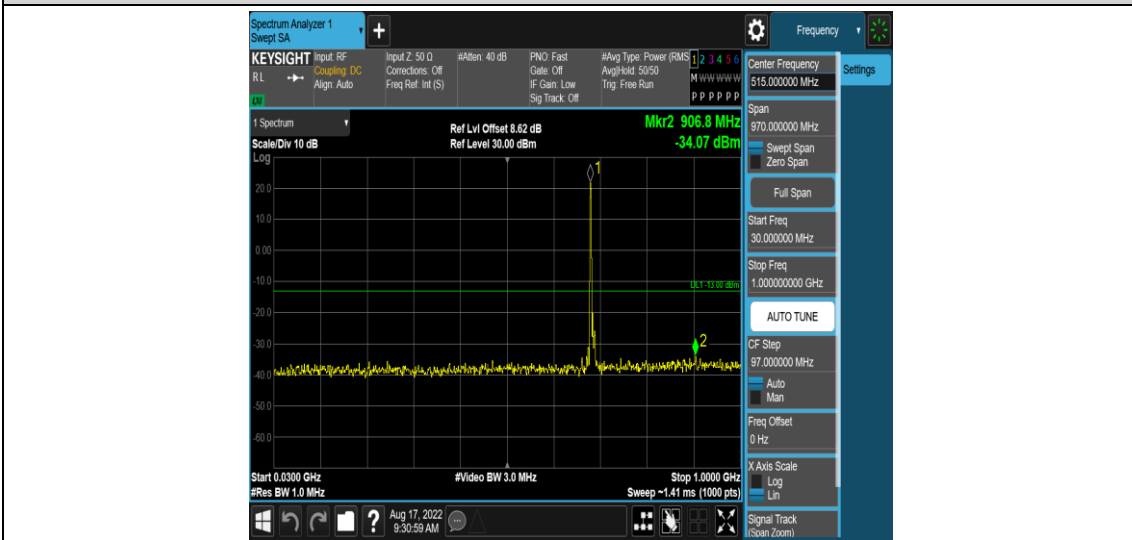 Spectrum Analyzer 1
Swept SA
+
Frequency
KEYSIGHT
RL
LXI
Input: RF
Coupling: DC
Align: Auto
Input Z: 50 Ω
Corrections: Off
Freq Ref: Int (S)
#Atten: 40 dB
PNO: Fast
Gate: Off
IF Gain: Low
Sig Track: Off
#Avg Type: Power (RMS
Avg|Hold: 50/50
Trig: Free Run
1 2 3 4 5 6
M W W W W W
P P P P P P
1 Spectrum
Scale/Div 10 dB
Log
Ref Lvl Offset 8.62 dB
Ref Level 30.00 dBm
Mkr2 906.8 MHz
-34.07 dBm
1
20.0
10.0
0.00
-10.0
DL1 -13.00 dBm
-20.0
-30.0
2
-40.0
-50.0
-60.0
Start 0.0300 GHz
#Res BW 1.0 MHz
#Video BW 3.0 MHz
Stop 1.0000 GHz
Sweep ~1.41 ms (1000 pts)
?
Aug 17, 2022
9:30:59 AM
Center Frequency
515.000000 MHz
Settings
Span
970.000000 MHz
Swept Span
Zero Span
Full Span
Start Freq
30.000000 MHz
Stop Freq
1.000000000 GHz
AUTO TUNE
CF Step
97.000000 MHz
Auto
Man
Freq Offset
0 Hz
X Axis Scale
Log
Lin
Signal Track
(Span Zoom)